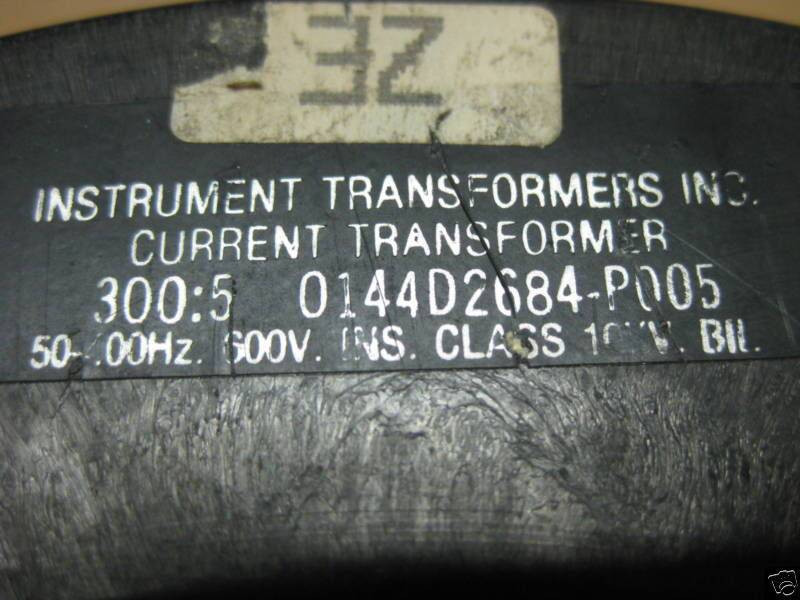 3Z
INSTRUMENT TRANSFORMERS INC.
CURRENT TRANSFORMER
300:5 0144D2684-P005
50-400Hz. 600V. INS. CLASS BIL.